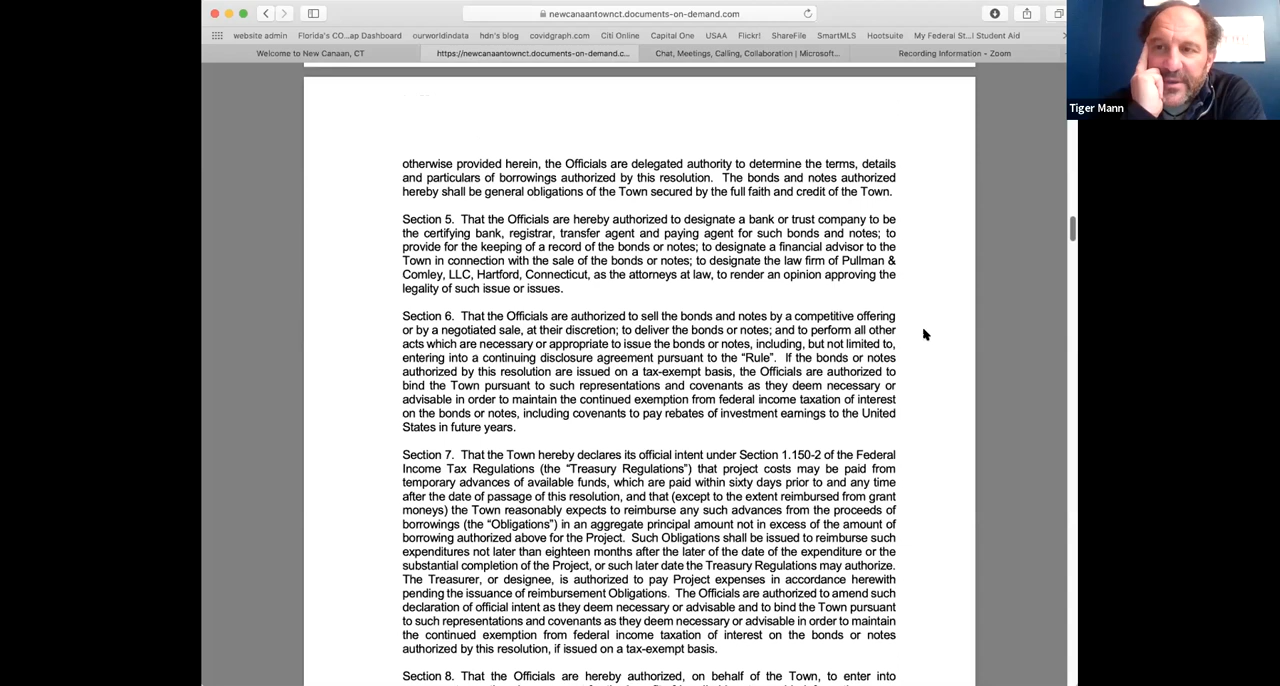 newcanaantownct.documents-on-demand.com
website admin Florida's CO...ap Dashboard ourworldindata hdn's blog covidgraph.com Citi Online Capital One USAA Flickr! ShareFile SmartMLS Hootsuite My Federal St...l Student Aid
Welcome to New Canaan, CT https://newcanaantownct.documents-on-demand.c... Chat, Meetings, Calling, Collaboration | Microsoft... Recording Information - Zoom
Tiger Mann
otherwise provided herein, the Officials are delegated authority to determine the terms, details
and particulars of borrowings authorized by this resolution. The bonds and notes authorized
hereby shall be general obligations of the Town secured by the full faith and credit of the Town.
Section 5. That the Officials are hereby authorized to designate a bank or trust company to be
the certifying bank, registrar, transfer agent and paying agent for such bonds and notes; to
provide for the keeping of a record of the bonds or notes; to designate a financial advisor to the
Town in connection with the sale of the bonds or notes; to designate the law firm of Pullman &
Comley, LLC, Hartford, Connecticut, as the attorneys at law, to render an opinion approving the
legality of such issue or issues.
Section 6. That the Officials are authorized to sell the bonds and notes by a competitive offering
or by a negotiated sale, at their discretion; to deliver the bonds or notes; and to perform all other
acts which are necessary or appropriate to issue the bonds or notes, including, but not limited to,
entering into a continuing disclosure agreement pursuant to the “Rule”. If the bonds or notes
authorized by this resolution are issued on a tax-exempt basis, the Officials are authorized to
bind the Town pursuant to such representations and covenants as they deem necessary or
advisable in order to maintain the continued exemption from federal income taxation of interest
on the bonds or notes, including covenants to pay rebates of investment earnings to the United
States in future years.
Section 7. That the Town hereby declares its official intent under Section 1.150-2 of the Federal
Income Tax Regulations (the “Treasury Regulations”) that project costs may be paid from
temporary advances of available funds, which are paid within sixty days prior to and any time
after the date of passage of this resolution, and that (except to the extent reimbursed from grant
moneys) the Town reasonably expects to reimburse any such advances from the proceeds of
borrowings (the “Obligations”) in an aggregate principal amount not in excess of the amount of
borrowing authorized above for the Project. Such Obligations shall be issued to reimburse such
expenditures not later than eighteen months after the later of the date of the expenditure or the
substantial completion of the Project, or such later date the Treasury Regulations may authorize.
The Treasurer, or designee, is authorized to pay Project expenses in accordance herewith
pending the issuance of reimbursement Obligations. The Officials are authorized to amend such
declaration of official intent as they deem necessary or advisable and to bind the Town pursuant
to such representations and covenants as they deem necessary or advisable in order to maintain
the continued exemption from federal income taxation of interest on the bonds or notes
authorized by this resolution, if issued on a tax-exempt basis.
Section 8. That the Officials are hereby authorized, on behalf of the Town, to enter into